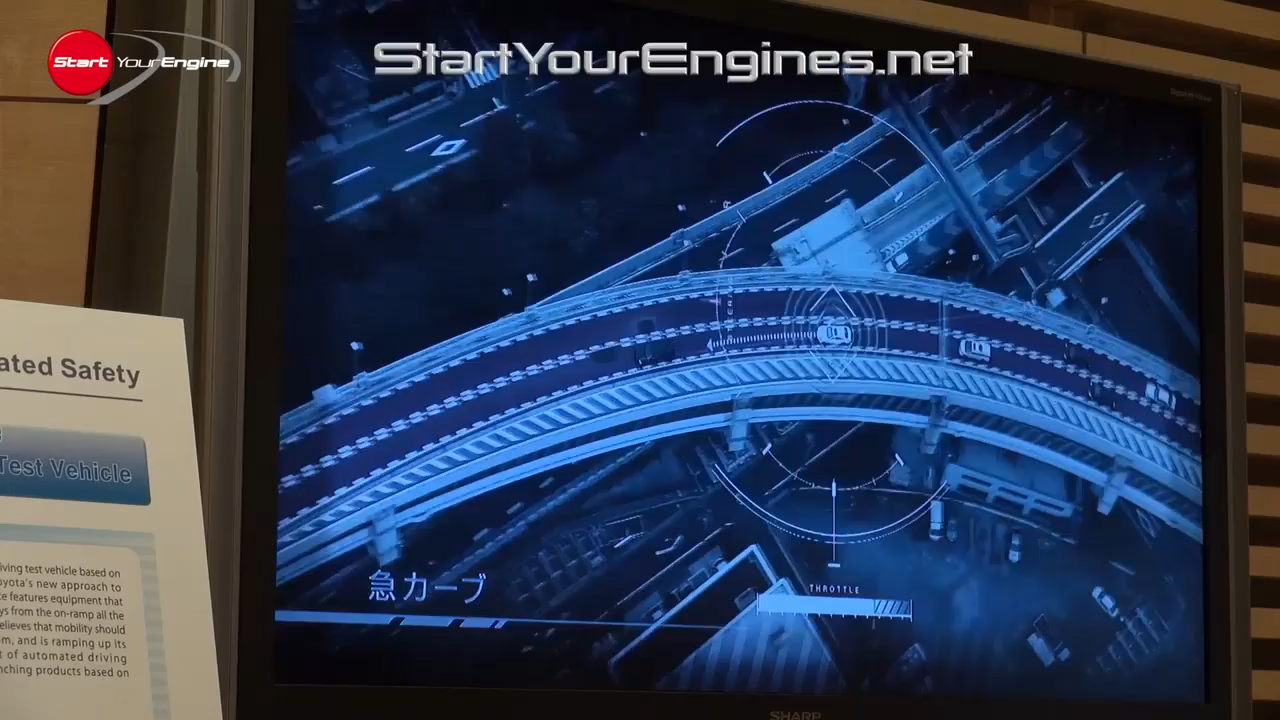 Start YourEngine
StartYourEngines.net
ated Safety
Test Vehicle
iving test vehicle based on
oyota's new approach to
e features equipment that
ys from the on-ramp all the
elieves that mobility should
om, and is ramping up its
t of automated driving
nching products based on
急カーブ
THROTTLE
SHARP